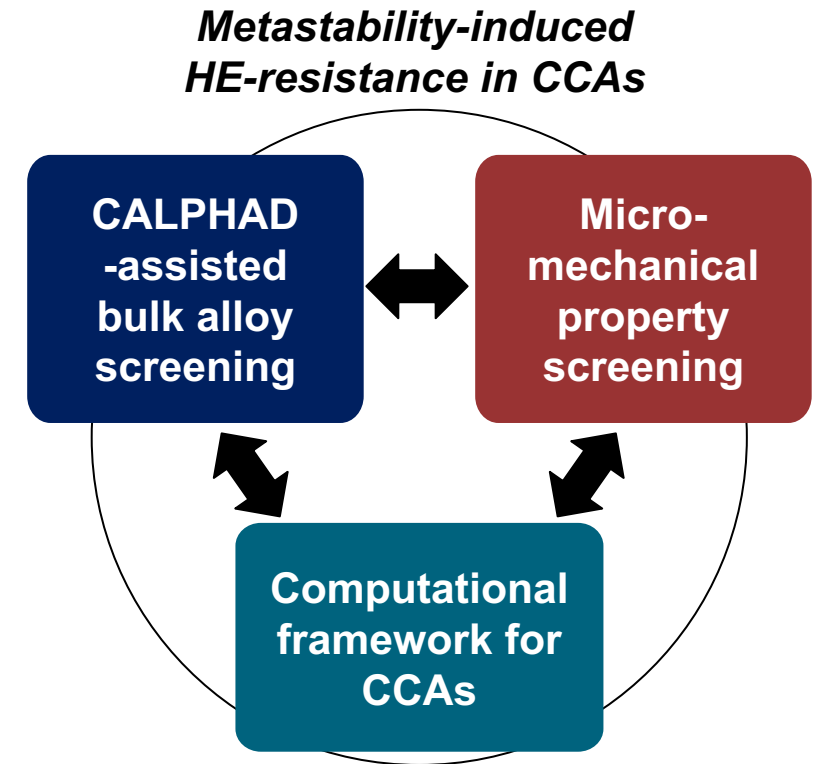 Metastability-induced
HE-resistance in CCAs
CALPHAD
-assisted
bulk alloy
screening
Micro-
mechanical
property
screening
Computational
framework for
CCAs